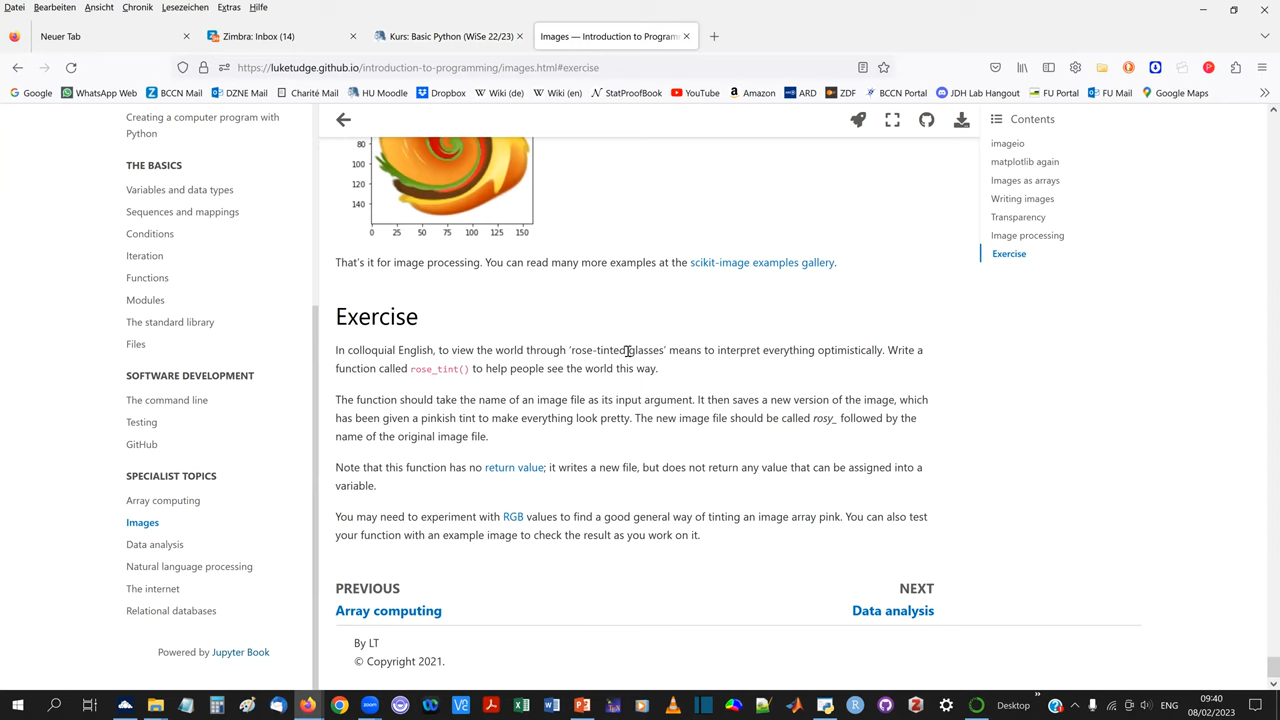 Datei Bearbeiten Ansicht Chronik Lesezeichen Extras Hilfe
Neuer Tab
Zimbra: Inbox (14)
Kurs: Basic Python (WiSe 22/23)
Images — Introduction to Program
https://luketudge.github.io/introduction-to-programming/images.html#exercise
Google WhatsApp Web BCCN Mail DZNE Mail Charité Mail HU Moodle Dropbox Wiki (de) Wiki (en) StatProofBook YouTube Amazon ARD ZDF BCCN Portal JDH Lab Hangout FU Portal FU Mail Google Maps
Creating a computer program with
Python
THE BASICS
Variables and data types
Sequences and mappings
Conditions
Iteration
Functions
Modules
The standard library
Files
SOFTWARE DEVELOPMENT
The command line
Testing
GitHub
SPECIALIST TOPICS
Array computing
Images
Data analysis
Natural language processing
The internet
Relational databases
Powered by Jupyter Book
80
100
120
140
0 25 50 75 100 125 150
That's it for image processing. You can read many more examples at the scikit-image examples gallery.
Exercise
In colloquial English, to view the world through ‘rose-tinted glasses’ means to interpret everything optimistically. Write a
function called rose_tint() to help people see the world this way.
The function should take the name of an image file as its input argument. It then saves a new version of the image, which
has been given a pinkish tint to make everything look pretty. The new image file should be called rosy_ followed by the
name of the original image file.
Note that this function has no return value; it writes a new file, but does not return any value that can be assigned into a
variable.
You may need to experiment with RGB values to find a good general way of tinting an image array pink. You can also test
your function with an example image to check the result as you work on it.
PREVIOUS
Array computing
NEXT
Data analysis
By LT
© Copyright 2021.
Contents
imageio
matplotlib again
Images as arrays
Writing images
Transparency
Image processing
Exercise
Desktop
ENG
09:40
08/02/2023